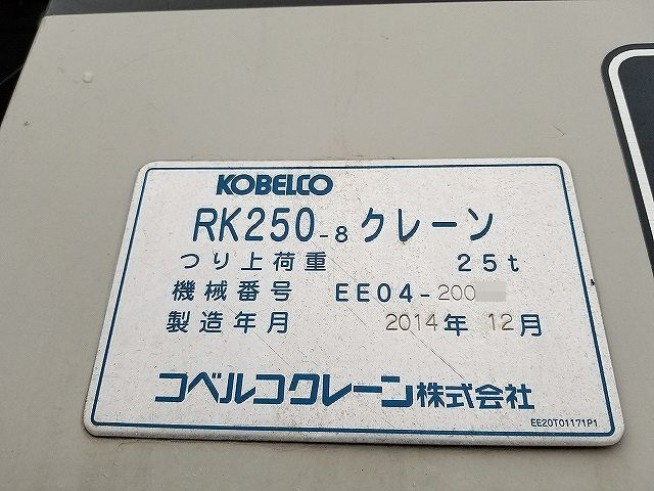 KOBELCO
RK250-8 クレーン
つり上荷重 25t
機械番号 EE04-200
製造年月 2014年 12月
コベルコクレーン株式会社
EE20T01171P1